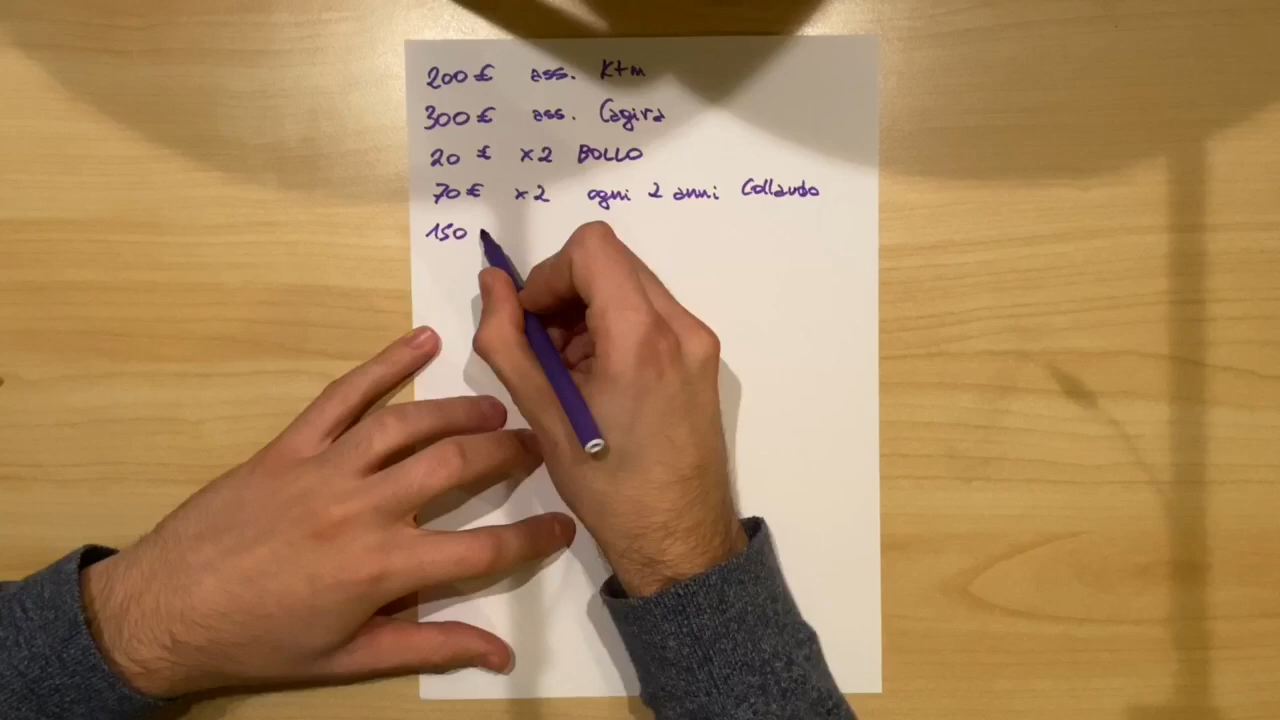 200 € ass. Ktm
300 € ass. Cagiva
20 € x2 BOLLO
70 € x2 ogni 2 anni Collaudo
150